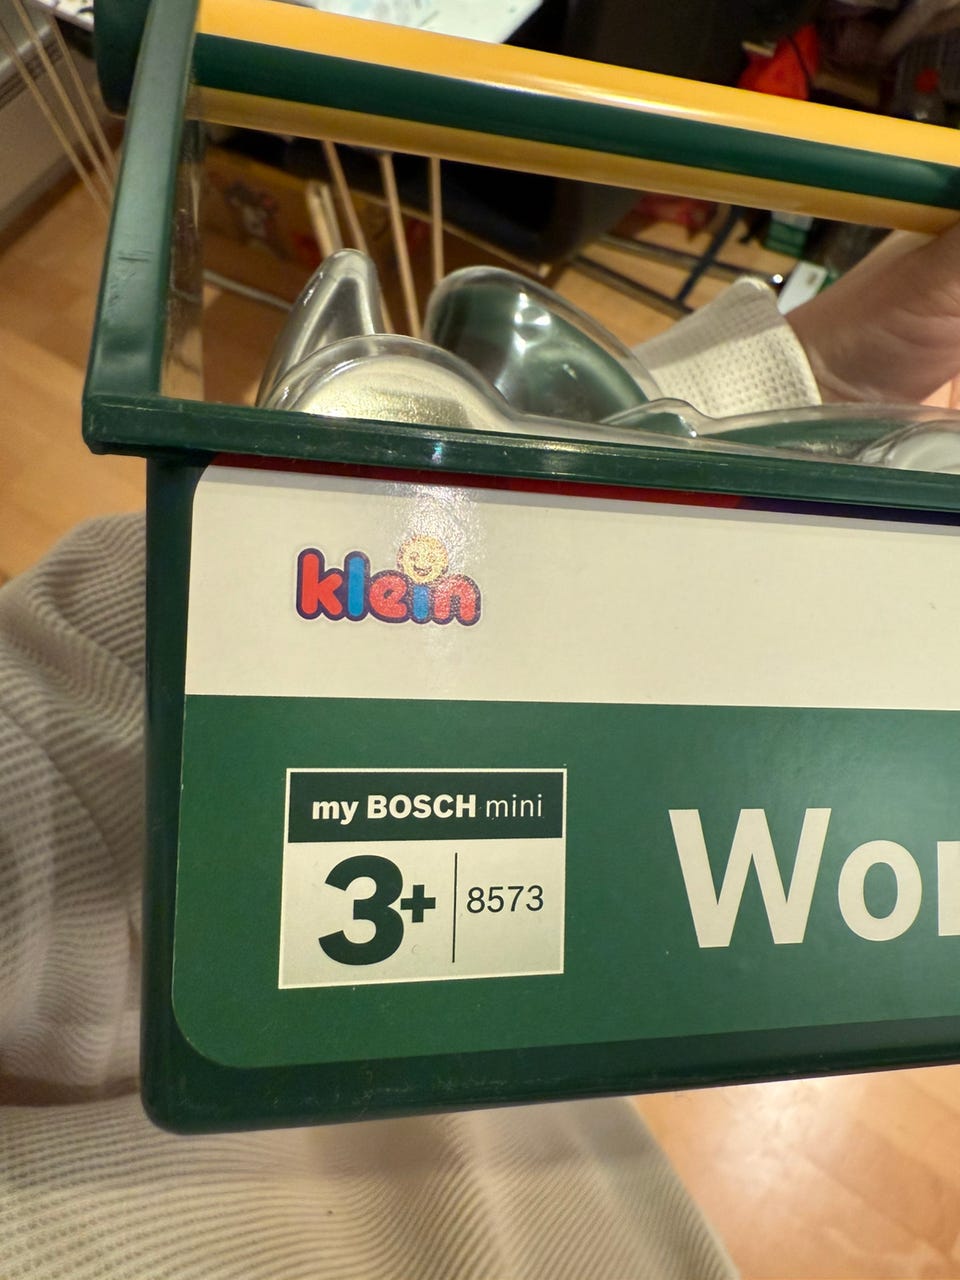 klein
my BOSCH mini
3+ 8573
Wor